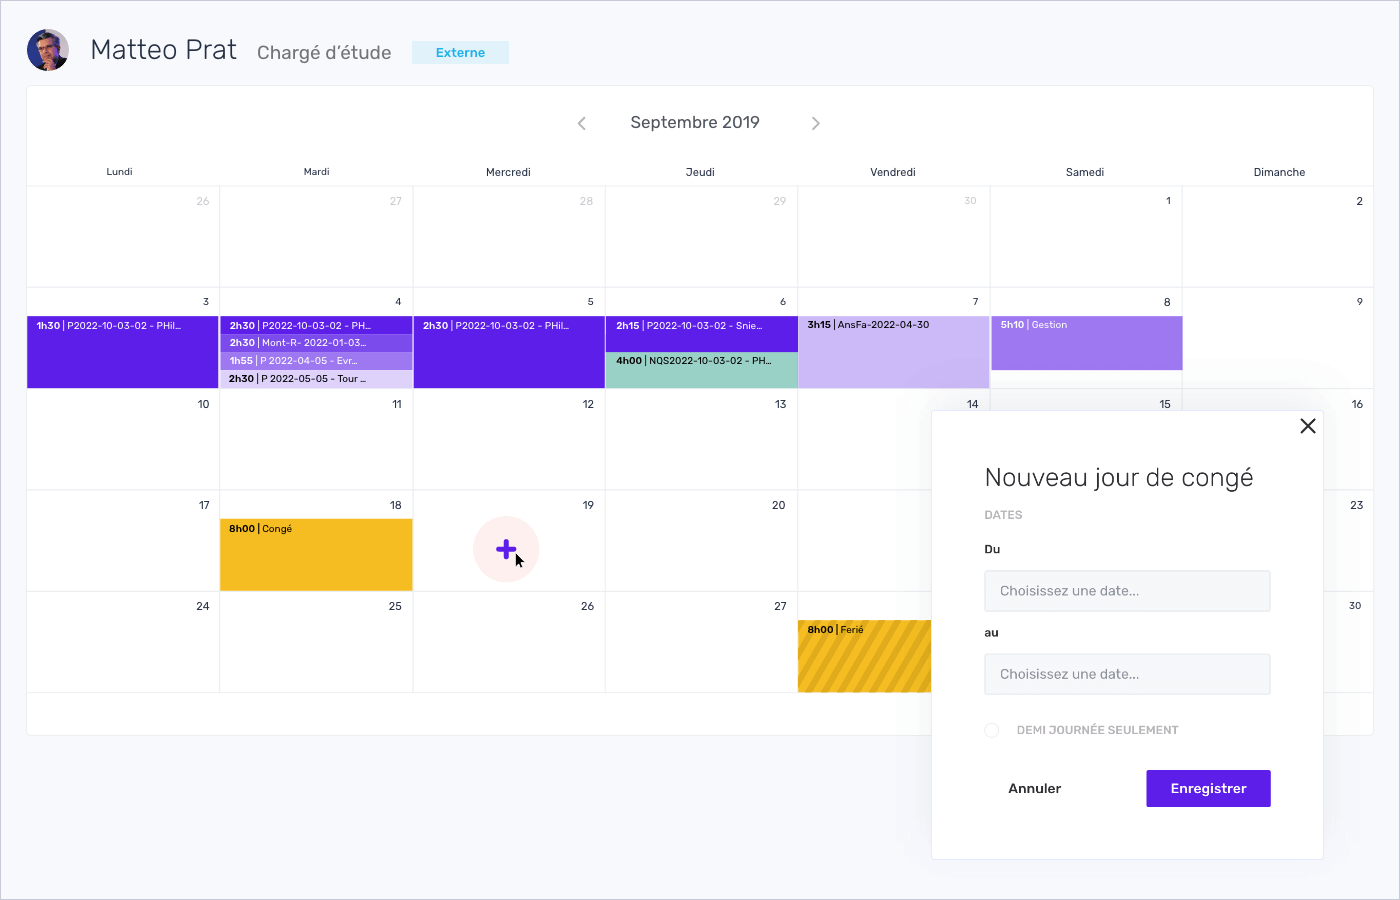 Matteo Prat Chargé d'étude Externe
Septembre 2019
Lundi Mardi Mercredi Jeudi Vendredi Samedi Dimanche
26 27 28 29 30 1 2
3 4 5 6 7 8 9
1h30 | P2022-10-03-02 - PHil...
2h30 | P2022-10-03-02 - PH...
2h30 | Mont-R- 2022-01-03...
1h55 | P 2022-04-05 - Evr...
2h30 | P 2022-05-05 - Tour ...
2h30 | P2022-10-03-02 - PHil...
2h15 | P2022-10-03-02 - Snie...
4h00 | NQS2022-10-03-02 - PH...
3h15 | AnsFa-2022-04-30
5h10 | Gestion
10 11 12 13 14 15 16
17 18 19 20 23
8h00 | Congé
24 25 26 27 30
8h00 | Ferié
Nouveau jour de congé
DATES
Du
Choisissez une date...
au
Choisissez une date...
DEMI JOURNÉE SEULEMENT
Annuler Enregistrer